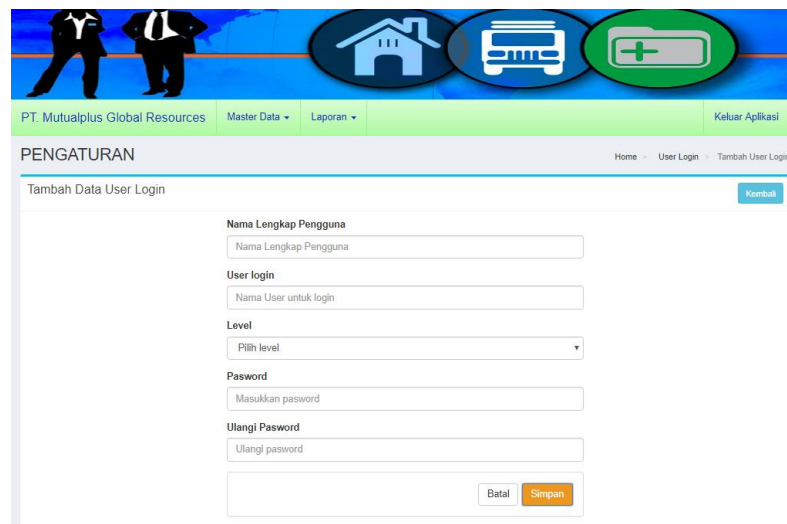 PT. Mutualplus Global Resources Master Data Laporan Keluar Aplikasi
PENGATURAN Home > User Login > Tambah User Login
Tambah Data User Login Kembali
Nama Lengkap Pengguna
Nama Lengkap Pengguna
User login
Nama User untuk login
Level
Pilih level
Pasword
Masukkan pasword
Ulangi Pasword
Ulangi pasword
Batal Simpan